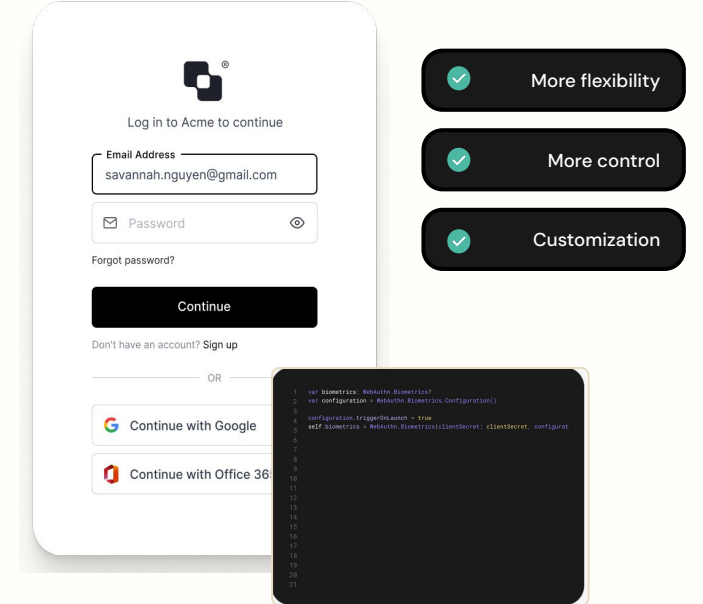 ®
Log in to Acme to continue
Email Address
savannah.nguyen@gmail.com
Password
Forgot password?
Continue
Don't have an account? Sign up
OR
Continue with Google
Continue with Office 36
More flexibility
More control
Customization
1 var biometrics: WebAuthn.Biometrics?
2 var configuration = WebAuthn.Biometrics.Configuration()
3
4 configuration.triggerOnLaunch = true
5 self.biometrics = WebAuthn.Biometrics(clientSecret: clientSecret, configurat
6
7
8
9
10
11
12
13
14
15
16
17
18
19
20
21